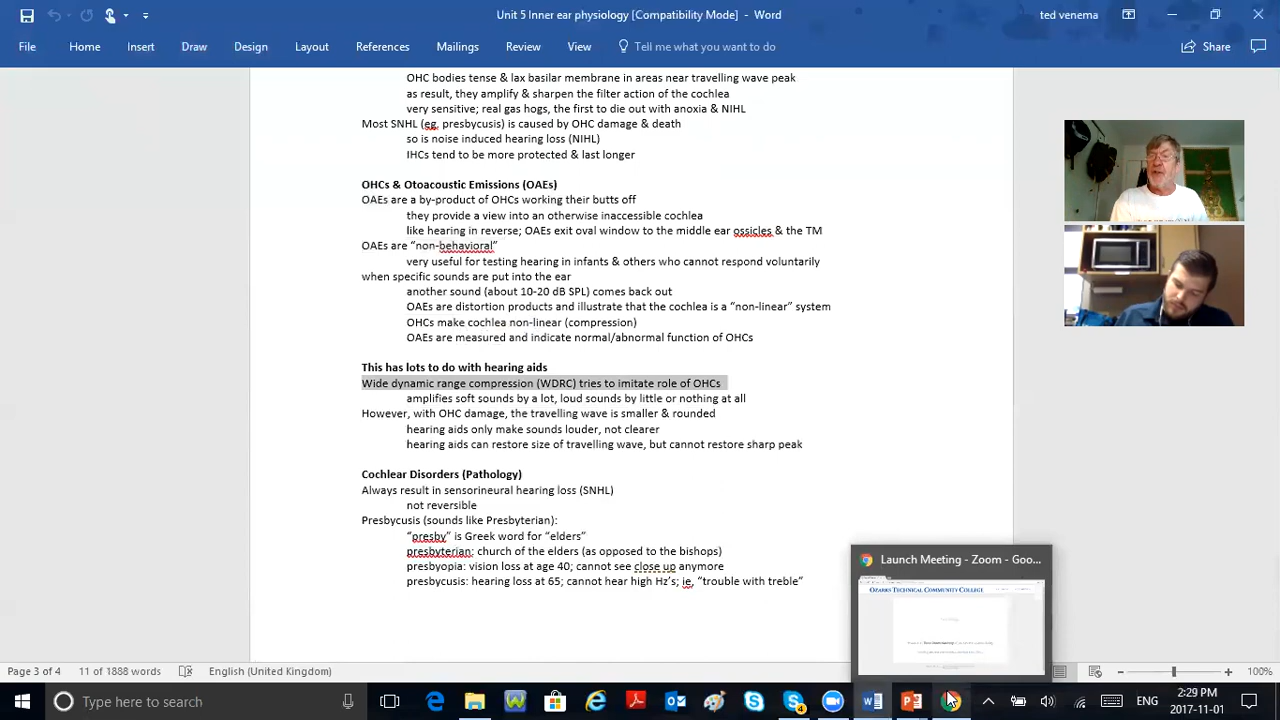 Unit 5 Inner ear physiology [Compatibility Mode] - Word
ted venema
File Home Insert Draw Design Layout References Mailings Review View Tell me what you want to do Share
OHC bodies tense & lax basilar membrane in areas near travelling wave peak
as result, they amplify & sharpen the filter action of the cochlea
very sensitive; real gas hogs, the first to die out with anoxia & NIHL
Most SNHL (eg, presbycusis) is caused by OHC damage & death
so is noise induced hearing loss (NIHL)
IHCs tend to be more protected & last longer
OHCs & Otoacoustic Emissions (OAEs)
OAEs are a by-product of OHCs working their butts off
they provide a view into an otherwise inaccessible cochlea
like hearing in reverse; OAEs exit oval window to the middle ear ossicles & the TM
OAEs are “non-behavioral”
very useful for testing hearing in infants & others who cannot respond voluntarily
when specific sounds are put into the ear
another sound (about 10-20 dB SPL) comes back out
OAEs are distortion products and illustrate that the cochlea is a “non-linear” system
OHCs make cochlea non-linear (compression)
OAEs are measured and indicate normal/abnormal function of OHCs
This has lots to do with hearing aids
Wide dynamic range compression (WDRC) tries to imitate role of OHCs
amplifies soft sounds by a lot, loud sounds by little or nothing at all
However, with OHC damage, the travelling wave is smaller & rounded
hearing aids only make sounds louder, not clearer
hearing aids can restore size of travelling wave, but cannot restore sharp peak
Cochlear Disorders (Pathology)
Always result in sensorineural hearing loss (SNHL)
not reversible
Presbycusis (sounds like Presbyterian):
“presby” is Greek word for “elders”
presbyterian: church of the elders (as opposed to the bishops)
presbyopia: vision loss at age 40; cannot see close up anymore
presbycusis: hearing loss at 65; cannot hear high Hz’s; ie, “trouble with treble”
Launch Meeting - Zoom - Goo...
OZARKS TECHNICAL COMMUNITY COLLEGE
Page 3 of 4 11 of 1888 words English (United Kingdom) 100%
Type here to search
4
ENG
2:29 PM
2017-11-01